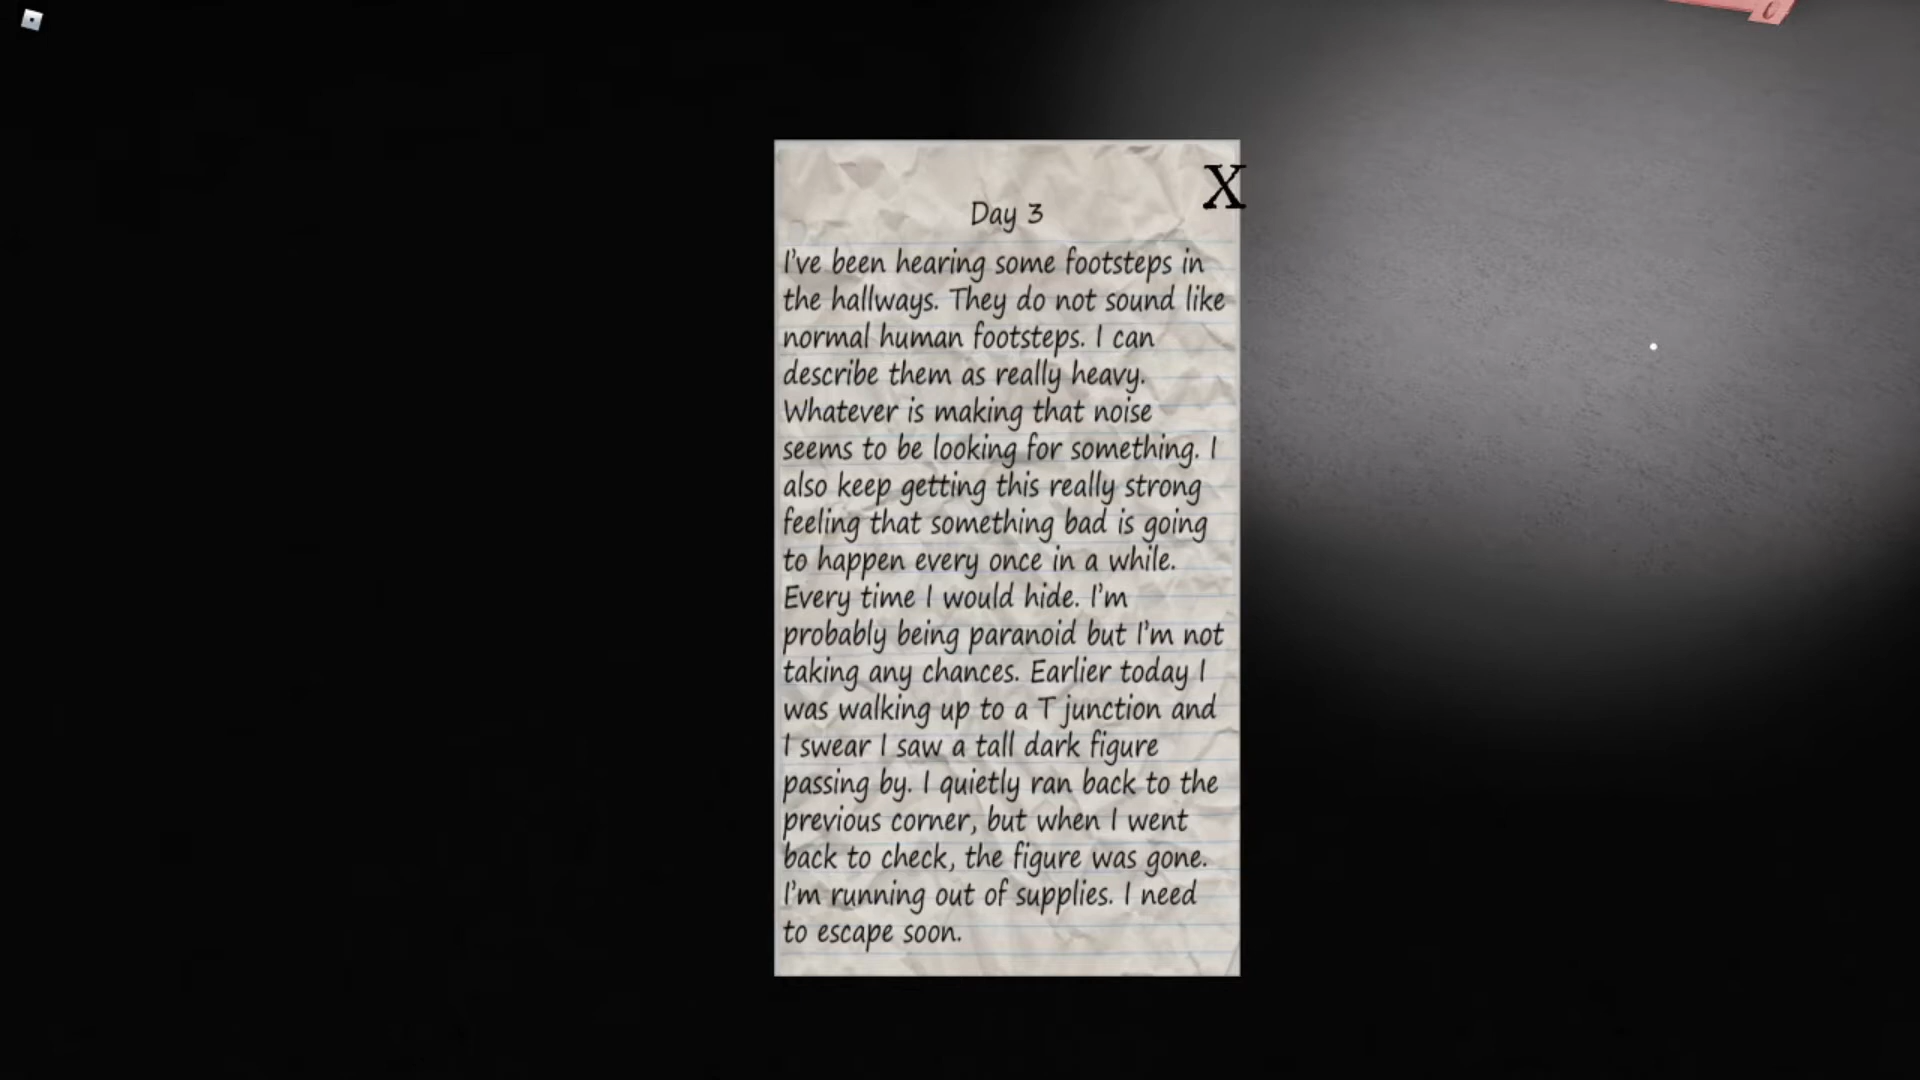 X
Day 3
I've been hearing some footsteps in
the hallways. They do not sound like
normal human footsteps. I can
describe them as really heavy.
Whatever is making that noise
seems to be looking for something. I
also keep getting this really strong
feeling that something bad is going
to happen every once in a while.
Every time I would hide. I'm
probably being paranoid but I'm not
taking any chances. Earlier today I
was walking up to a T junction and
I swear I saw a tall dark figure
passing by. I quietly ran back to the
previous corner, but when I went
back to check, the figure was gone.
I'm running out of supplies. I need
to escape soon.